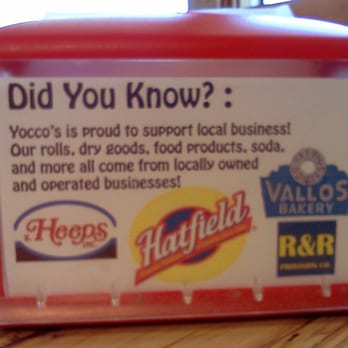 Did You Know? :
Yocco's is proud to support local business!
Our rolls, dry goods, food products, soda,
and more all come from locally owned
and operated businesses!
Heeps
INC.
Hatfield
VALLOS
BAKERY
R&R